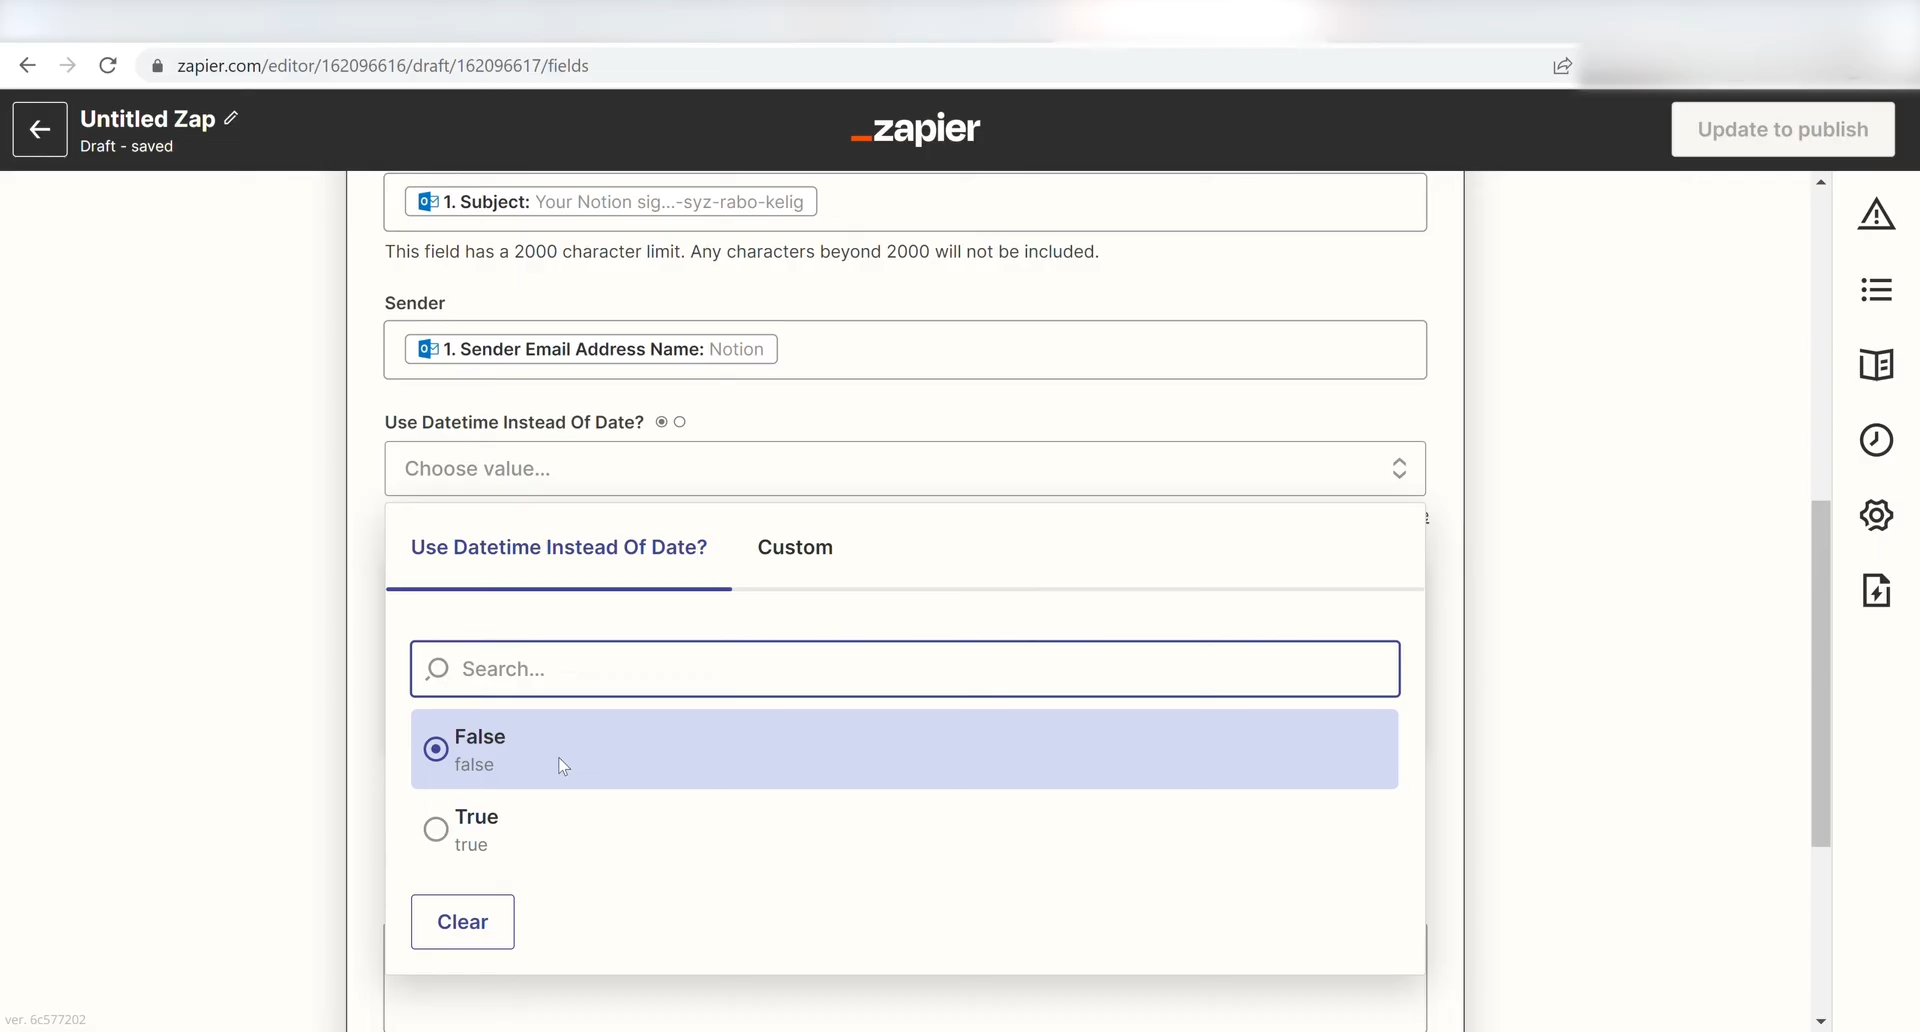 zapier.com/editor/162096616/draft/162096617/fields
Untitled Zap
Draft - saved
zapier
Update to publish
1. Subject: Your Notion sig...-syz-rabo-kelig
This field has a 2000 character limit. Any characters beyond 2000 will not be included.
Sender
1. Sender Email Address Name: Notion
Use Datetime Instead Of Date?
Choose value...
Use Datetime Instead Of Date?
Custom
Search...
False
false
True
true
Clear
ver. 6c577202